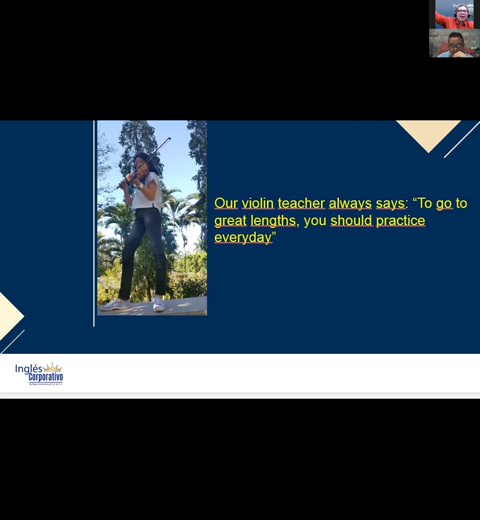 Our violin teacher always says: “To go to
great lengths, you should practice
everyday”
Inglés
Corporativo